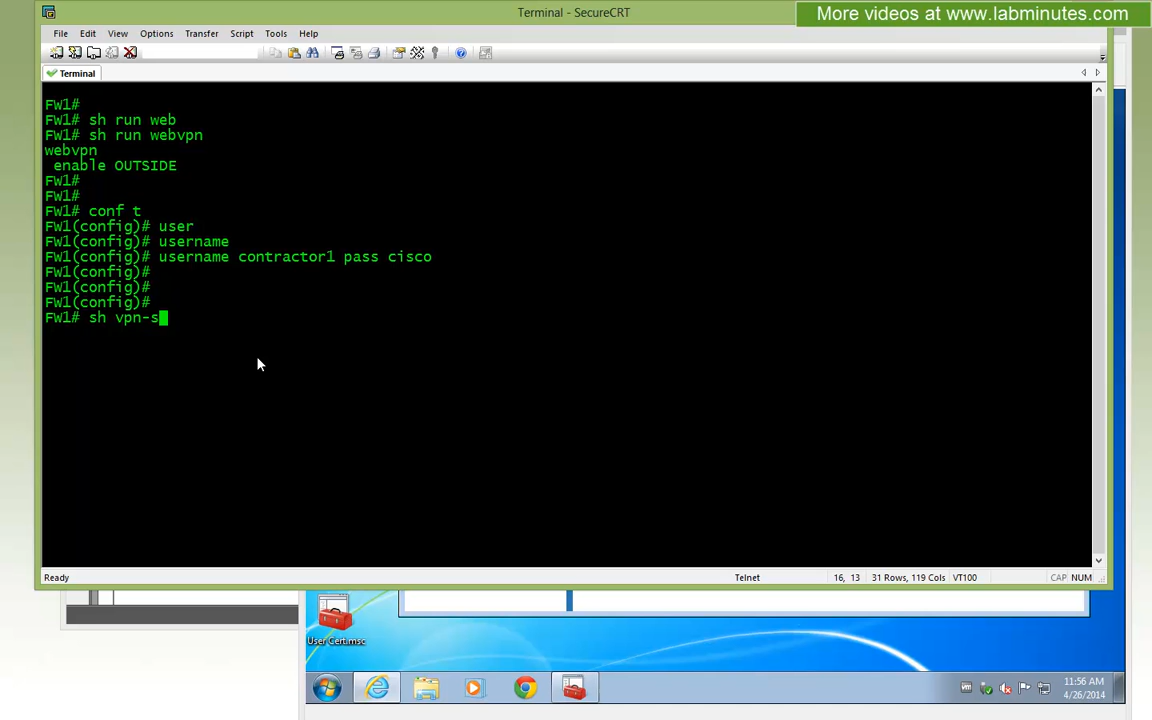 Terminal - SecureCRT
More videos at www.labminutes.com
File Edit View Options Transfer Script Tools Help
Terminal
FW1#
FW1# sh run web
FW1# sh run webvpn
webvpn
enable OUTSIDE
FW1#
FW1#
FW1# conf t
FW1(config)# user
FW1(config)# username
FW1(config)# username contractor1 pass cisco
FW1(config)#
FW1(config)#
FW1(config)#
FW1# sh vpn-s
Ready Telnet 16, 13 31 Rows, 119 Cols VT100 CAP NUM
User Cert.msc
11:56 AM
4/26/2014